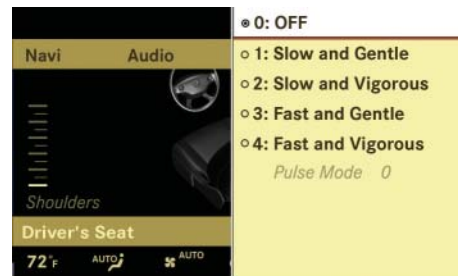 Navi Audio
Shoulders
Driver's Seat
72°F AUTO AUTO
0: OFF
1: Slow and Gentle
2: Slow and Vigorous
3: Fast and Gentle
4: Fast and Vigorous
Pulse Mode 0